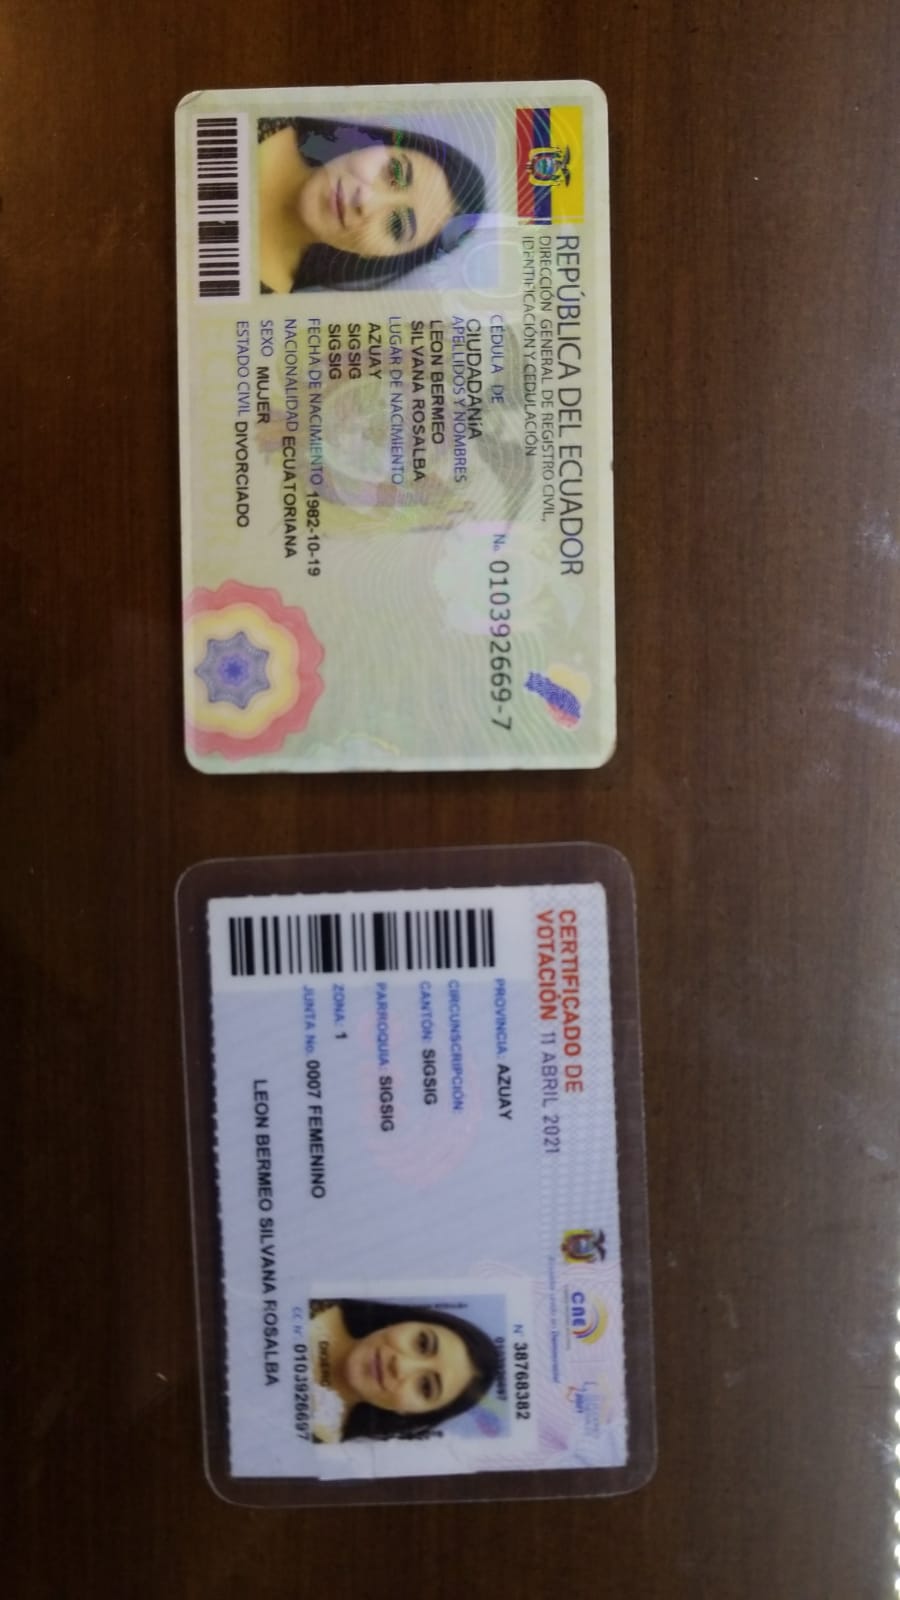 REPÚBLICA DEL ECUADOR
DIRECCIÓN GENERAL DE REGISTRO CIVIL,
IDENTIFICACIÓN Y CEDULACIÓN
CÉDULA DE
CIUDADANÍA
No. 010392669-7
APELLIDOS Y NOMBRES
LEON BERMEO
SILVANA ROSALBA
LUGAR DE NACIMIENTO
AZUAY
SIGSIG
SIGSIG
FECHA DE NACIMIENTO 1982-10-19
NACIONALIDAD ECUATORIANA
SEXO MUJER
ESTADO CIVIL DIVORCIADO
CERTIFICADO DE
VOTACIÓN 11 ABRIL 2021
CNE
PROVINCIA: AZUAY
CIRCUNSCRIPCIÓN:
CANTÓN: SIGSIG
PARROQUIA: SIGSIG
ZONA: 1
JUNTA No. 0007 FEMENINO
N° 38768382
CC N°: 0103926697
LEON BERMEO SILVANA ROSALBA